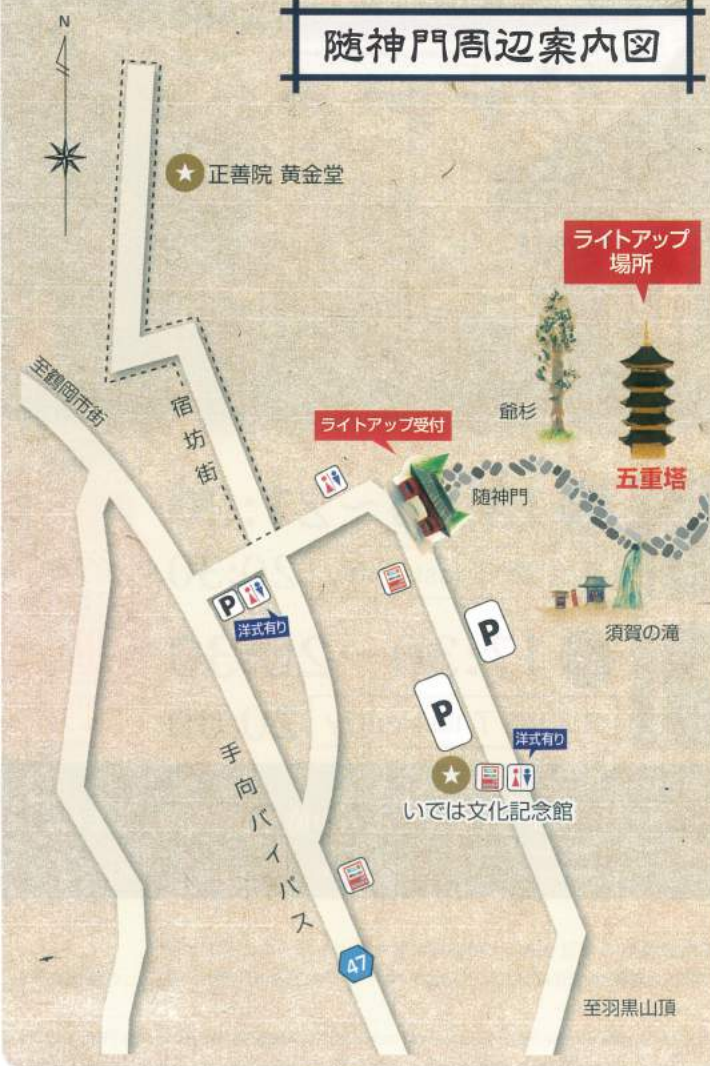 随神門周辺案内図
N
正善院 黄金堂
ライトアップ
場所
至鶴岡市街
宿坊街
爺杉
ライトアップ受付
五重塔
随神門
P
洋式有り
須賀の滝
P
P
洋式有り
手向バイパス
いでは文化記念館
47
至羽黒山頂